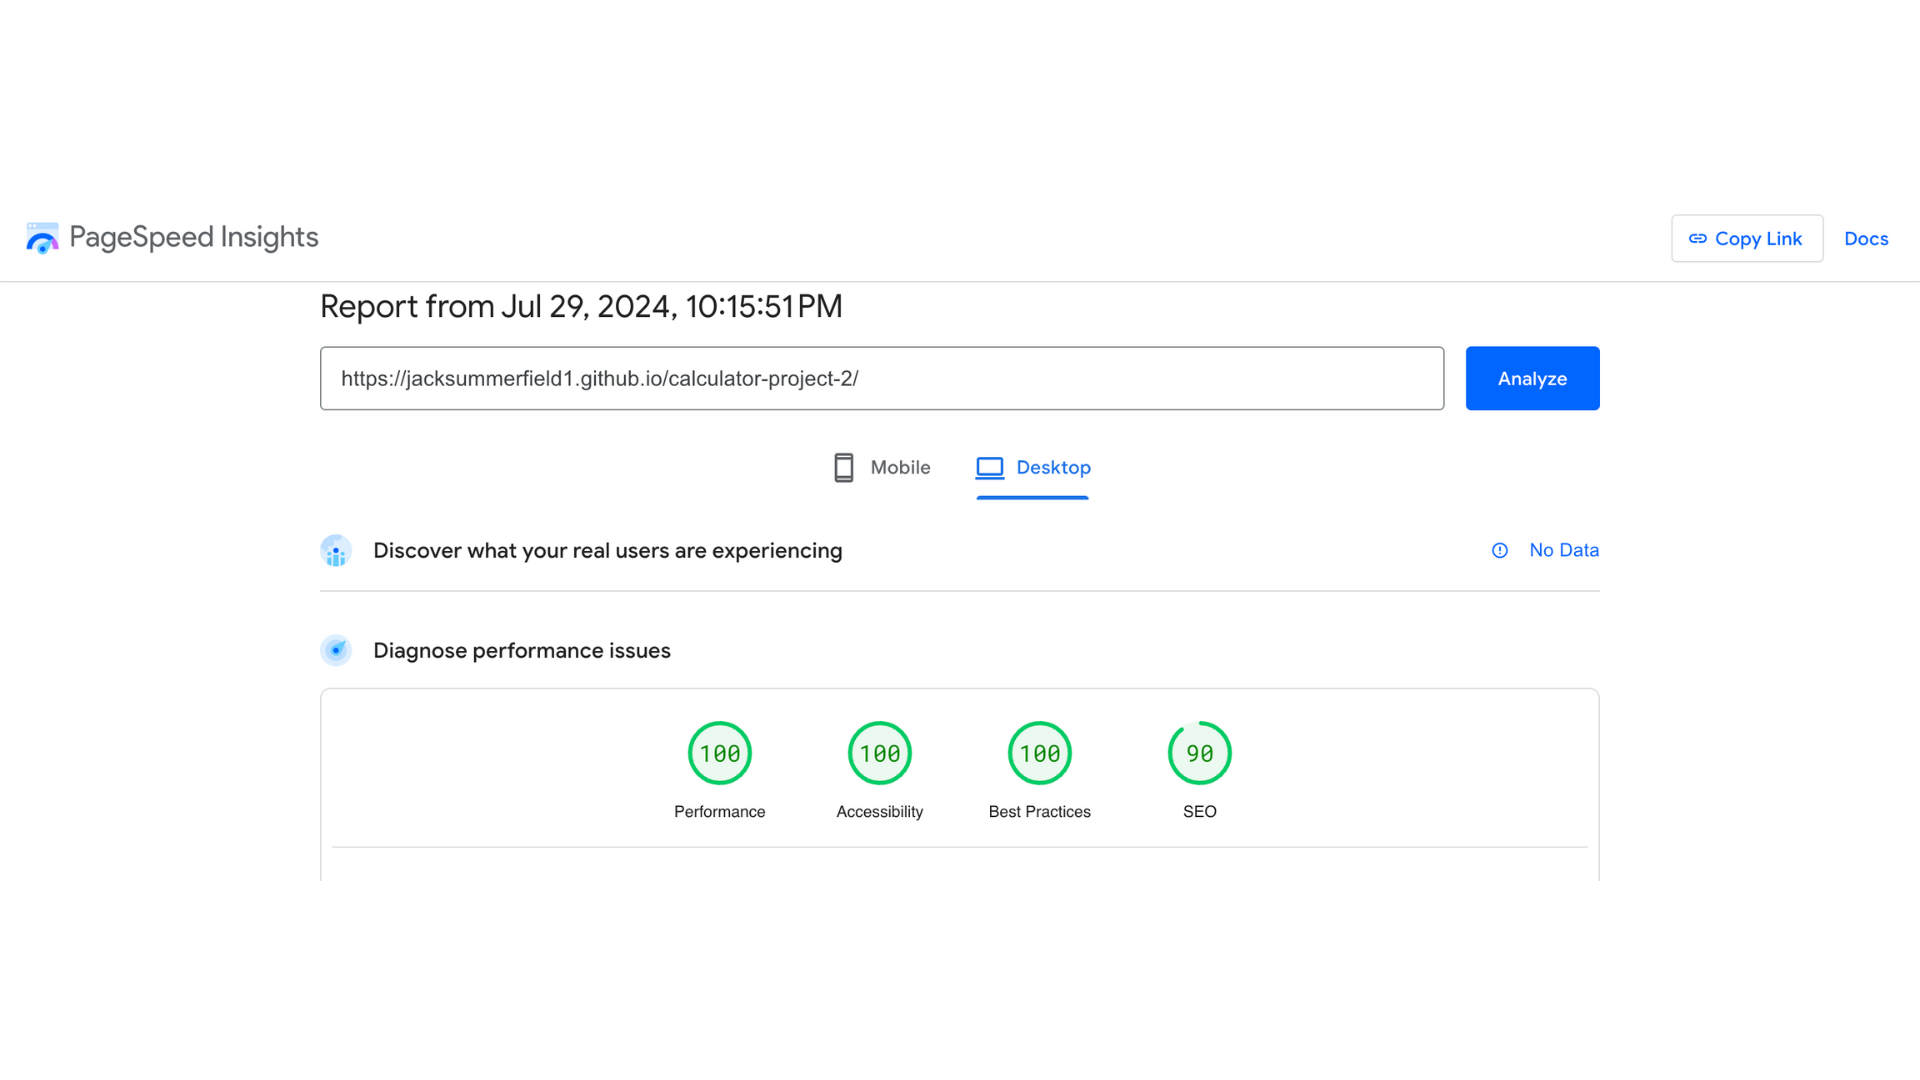 PageSpeed Insights
Copy Link
Docs
Report from Jul 29, 2024, 10:15:51 PM
https://jacksummerfield1.github.io/calculator-project-2/
Analyze
Mobile
Desktop
Discover what your real users are experiencing
No Data
Diagnose performance issues
100
100
100
90
Performance
Accessibility
Best Practices
SEO